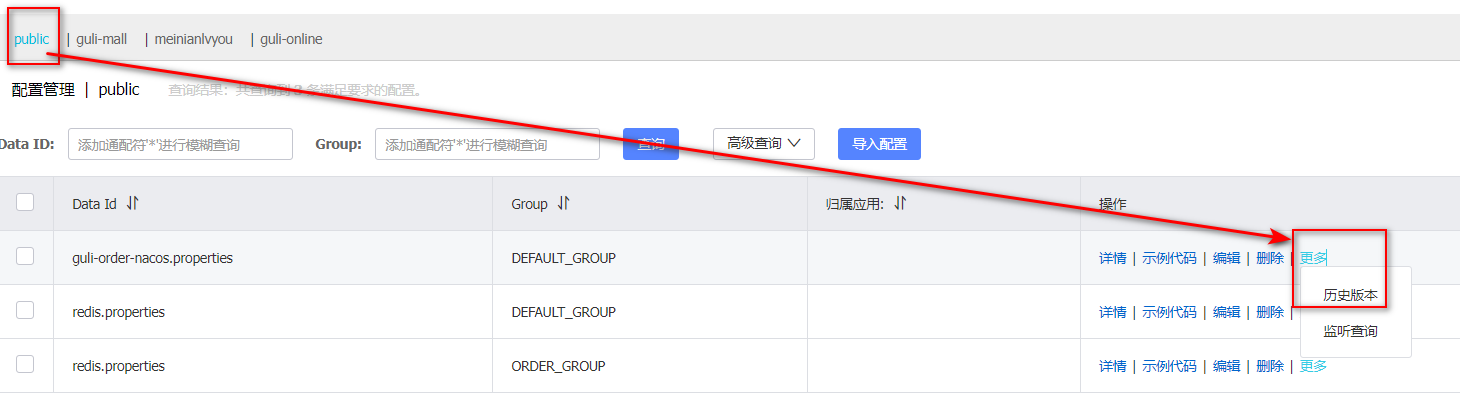 public | guli-mall | meinianlvyou | guli-online
配置管理 | public 查询结果：共查询到 3 条满足要求的配置。
Data ID: 添加通配符'*'进行模糊查询 Group: 添加通配符'*'进行模糊查询 查询 高级查询 导入配置
Data Id Group 归属应用: 操作
guli-order-nacos.properties DEFAULT_GROUP 详情 | 示例代码 | 编辑 | 删除 | 更多
历史版本
redis.properties DEFAULT_GROUP 详情 | 示例代码 | 编辑 | 删除 |
监听查询
redis.properties ORDER_GROUP 详情 | 示例代码 | 编辑 | 删除 | 更多